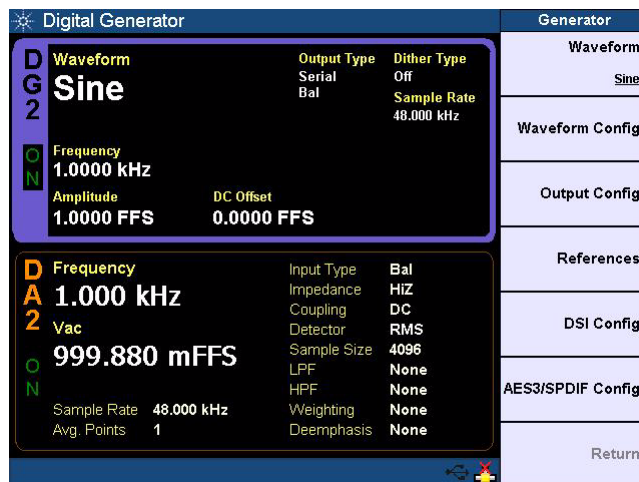 Digital Generator
DG2
ON
Waveform
Sine
Output Type
Serial
Bal
Dither Type
Off
Sample Rate
48.000 kHz
Frequency
1.0000 kHz
Amplitude
1.0000 FFS
DC Offset
0.0000 FFS
DA2
ON
Frequency
1.000 kHz
Vac
999.880 mFFS
Sample Rate 48.000 kHz
Avg. Points 1
Input Type Bal
Impedance HiZ
Coupling DC
Detector RMS
Sample Size 4096
LPF None
HPF None
Weighting None
Deemphasis None
Generator
Waveform
Sine
Waveform Config
Output Config
References
DSI Config
AES3/SPDIF Config
Return